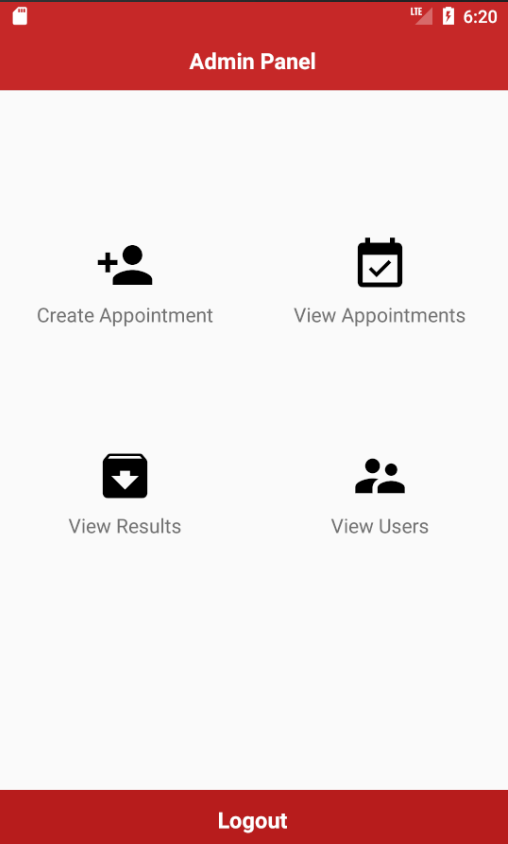 LTE 6:20
Admin Panel
Create Appointment
View Appointments
View Results
View Users
Logout